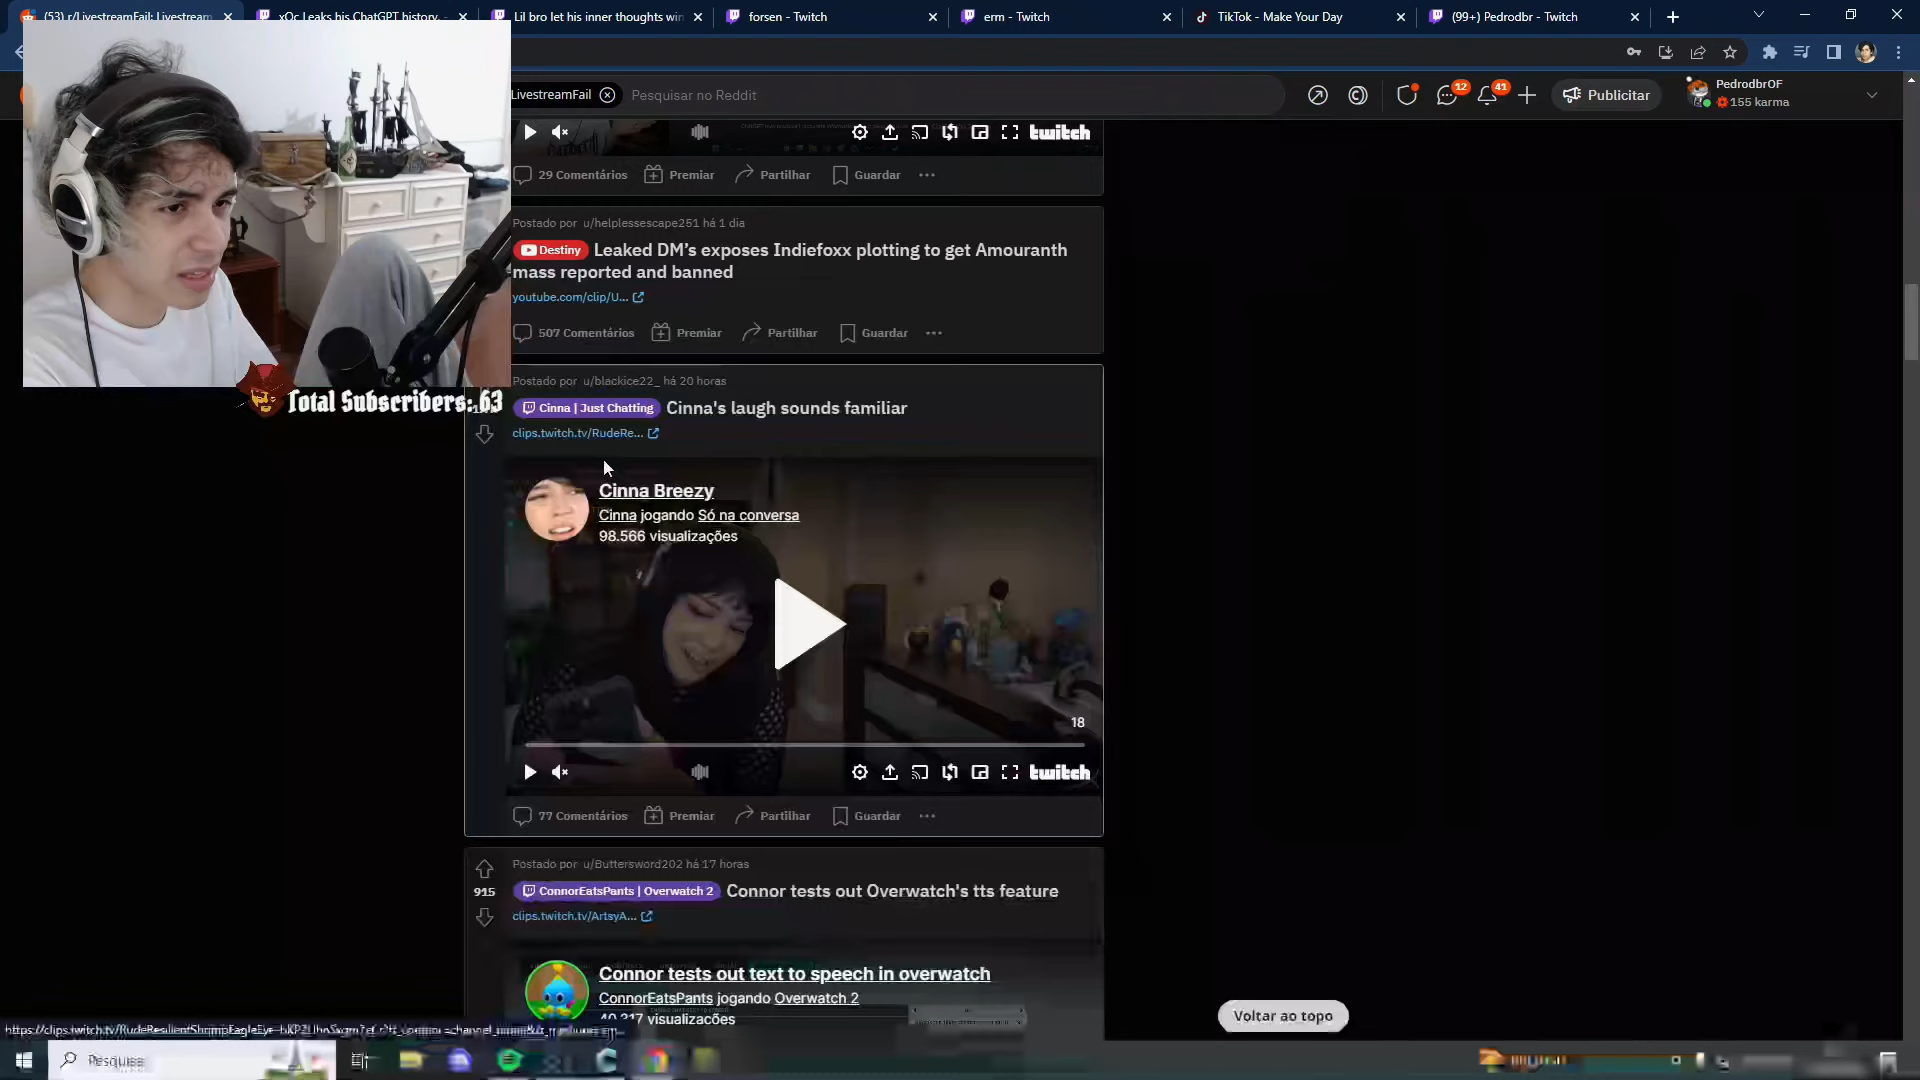 (53) r/LivestreamFail: Livestream
xQc Leaks his ChatGPT history.
Lil bro let his inner thoughts win
forsen - Twitch
erm - Twitch
TikTok - Make Your Day
(99+) Pedrodbr - Twitch
LivestreamFail
Pesquisar no Reddit
12
41
Publicitar
PedrodbrOF
155 karma
twitch
29 Comentários
Premiar
Partilhar
Guardar
Postado por u/helplessescape251 há 1 dia
Destiny Leaked DM’s exposes Indiefoxx plotting to get Amouranth
mass reported and banned
youtube.com/clip/U...
507 Comentários
Premiar
Partilhar
Guardar
Total Subscribers: 63
Postado por u/blackice22_ há 20 horas
Cinna | Just Chatting Cinna's laugh sounds familiar
clips.twitch.tv/RudeRe...
Cinna Breezy
Cinna jogando Só na conversa
98.566 visualizações
18
twitch
77 Comentários
Premiar
Partilhar
Guardar
Postado por u/Buttersword202 há 17 horas
915
ConnorEatsPants | Overwatch 2 Connor tests out Overwatch's tts feature
clips.twitch.tv/ArtsyA...
Connor tests out text to speech in overwatch
ConnorEatsPants jogando Overwatch 2
40.317 visualizações
Voltar ao topo
Pesquisa